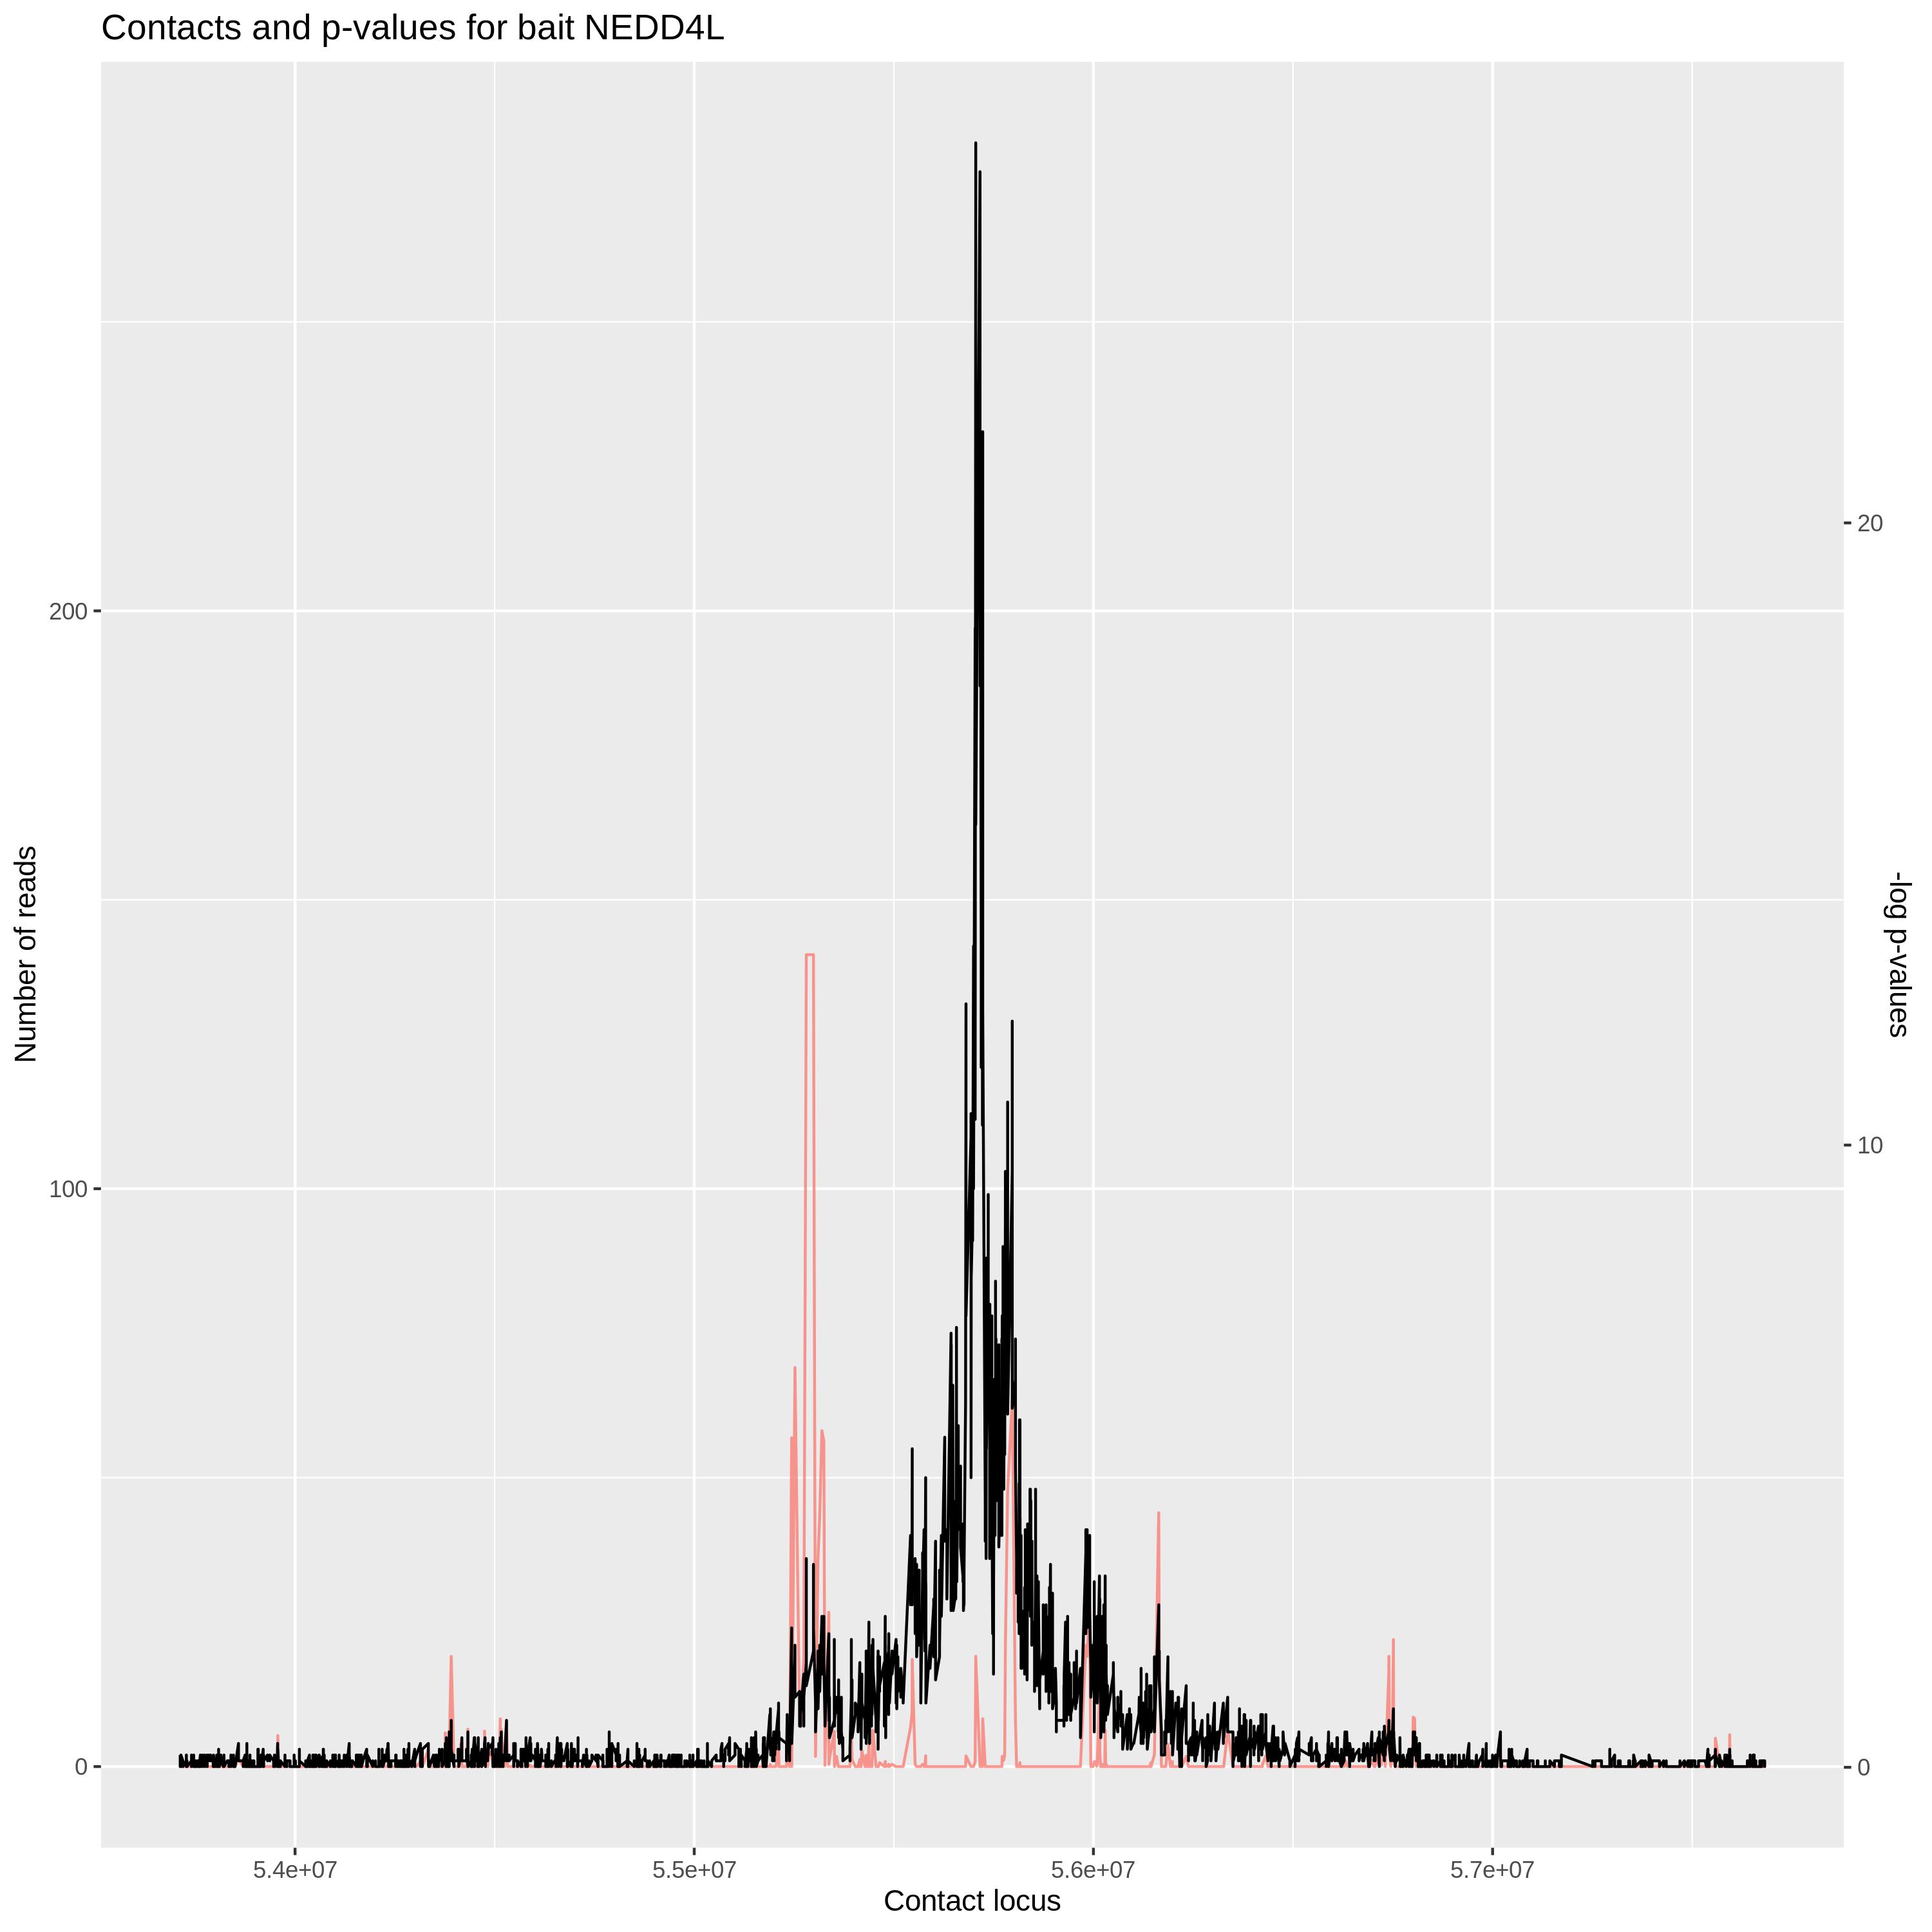 Contacts and p-values for bait NEDD4L
200
100
0
Number of reads
20
10
0
-log p-values
5.4e+07
5.5e+07
5.6e+07
5.7e+07
Contact locus